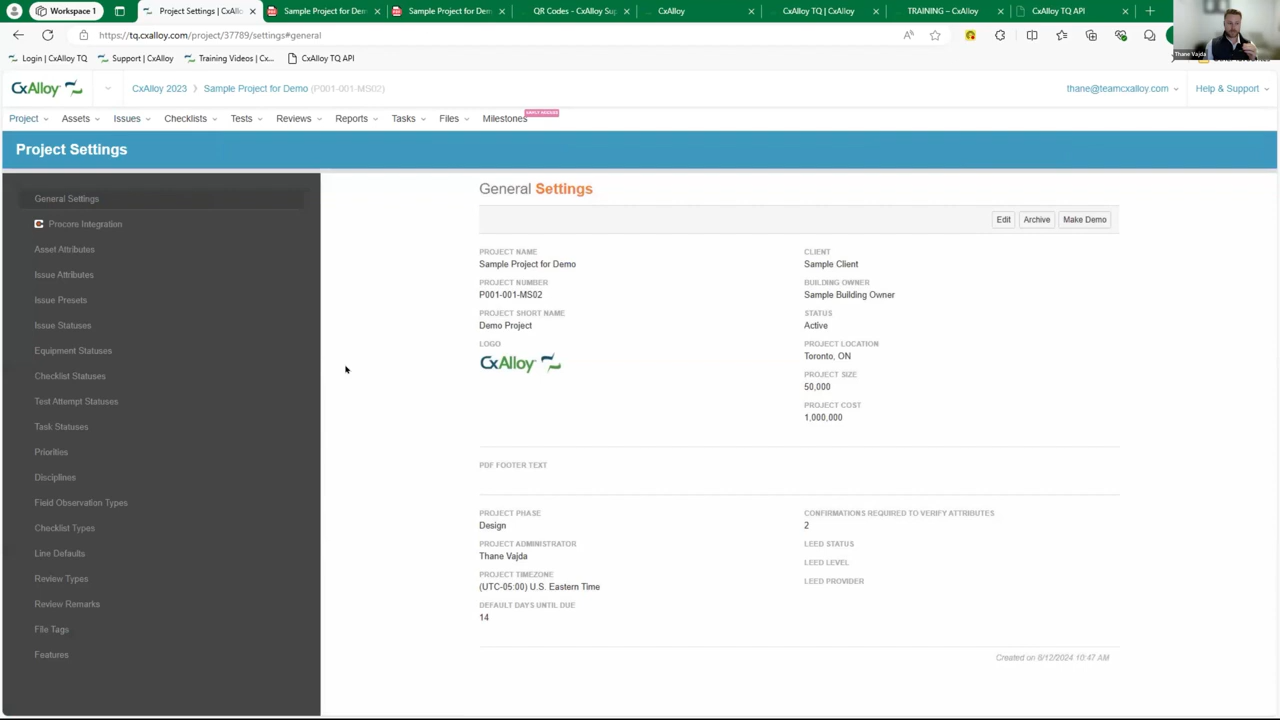 Workspace 1
Project Settings | CxAllo
Sample Project for Demo
Sample Project for Dem
QR Codes - CxAlloy Sup
CxAlloy
CxAlloy TQ | CxAlloy
TRAINING – CxAlloy
CxAlloy TQ API
https://tq.cxalloy.com/project/37789/settings#general
Thane Vajda
Login | CxAlloy TQ
Support | CxAlloy
Training Videos | Cx...
CxAlloy TQ API
CxAlloy
CxAlloy 2023
Sample Project for Demo (P001-001-MS02)
thane@teamcxalloy.com
Help & Support
Project
Assets
Issues
Checklists
Tests
Reviews
Reports
Tasks
Files
Milestones
EARLY ACCESS
Project Settings
General Settings
Procore Integration
Asset Attributes
Issue Attributes
Issue Presets
Issue Statuses
Equipment Statuses
Checklist Statuses
Test Attempt Statuses
Task Statuses
Priorities
Disciplines
Field Observation Types
Checklist Types
Line Defaults
Review Types
Review Remarks
File Tags
Features
General Settings
Edit
Archive
Make Demo
PROJECT NAME
Sample Project for Demo
PROJECT NUMBER
P001-001-MS02
PROJECT SHORT NAME
Demo Project
LOGO
CxAlloy
CLIENT
Sample Client
BUILDING OWNER
Sample Building Owner
STATUS
Active
PROJECT LOCATION
Toronto, ON
PROJECT SIZE
50,000
PROJECT COST
1,000,000
PDF FOOTER TEXT
PROJECT PHASE
Design
PROJECT ADMINISTRATOR
Thane Vajda
PROJECT TIMEZONE
(UTC-05:00) U.S. Eastern Time
DEFAULT DAYS UNTIL DUE
14
CONFIRMATIONS REQUIRED TO VERIFY ATTRIBUTES
2
LEED STATUS
LEED LEVEL
LEED PROVIDER
Created on 8/12/2024 10:47 AM